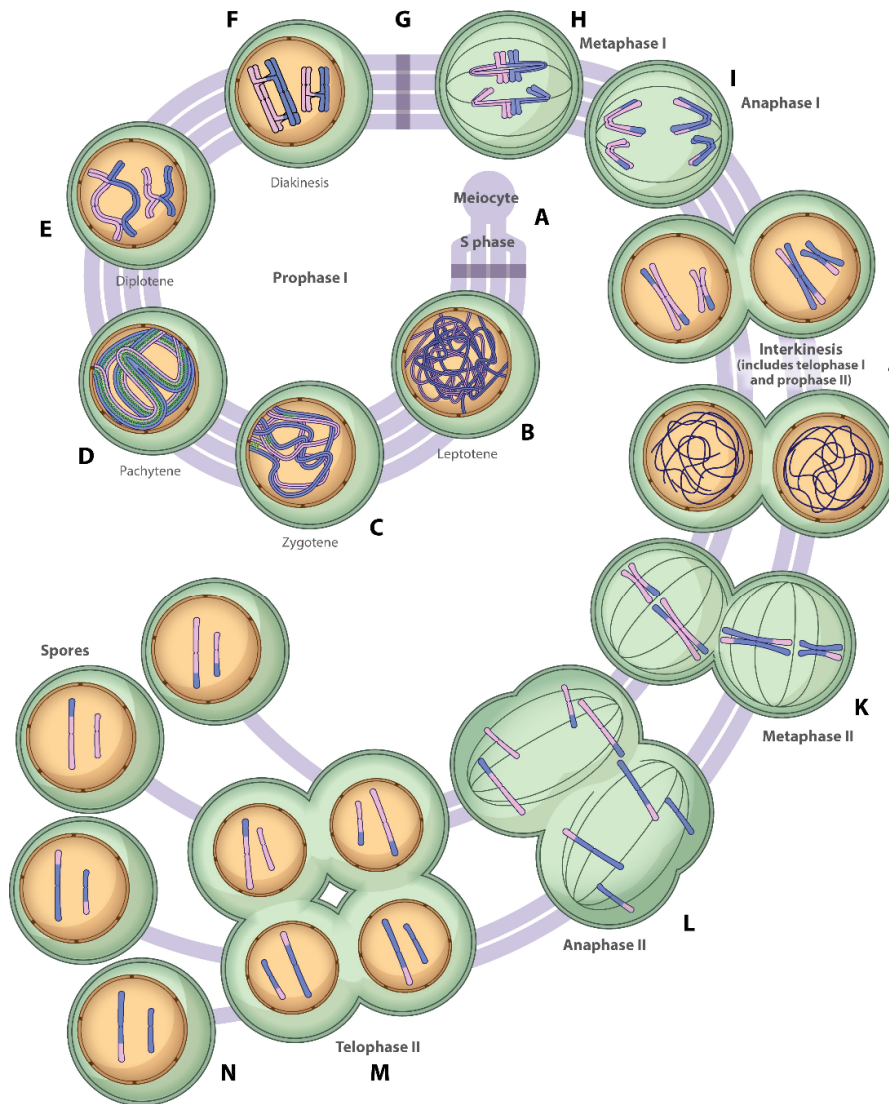 F
G
H
Metaphase I
I
Anaphase I
Diakinesis
Meiocyte
A
S phase
E
Prophase I
Diplotene
Interkinesis
(includes telophase I
and prophase II)
B
Leptotene
D
Pachytene
C
Zygotene
Spores
K
Metaphase II
L
Anaphase II
Telophase II
N
M